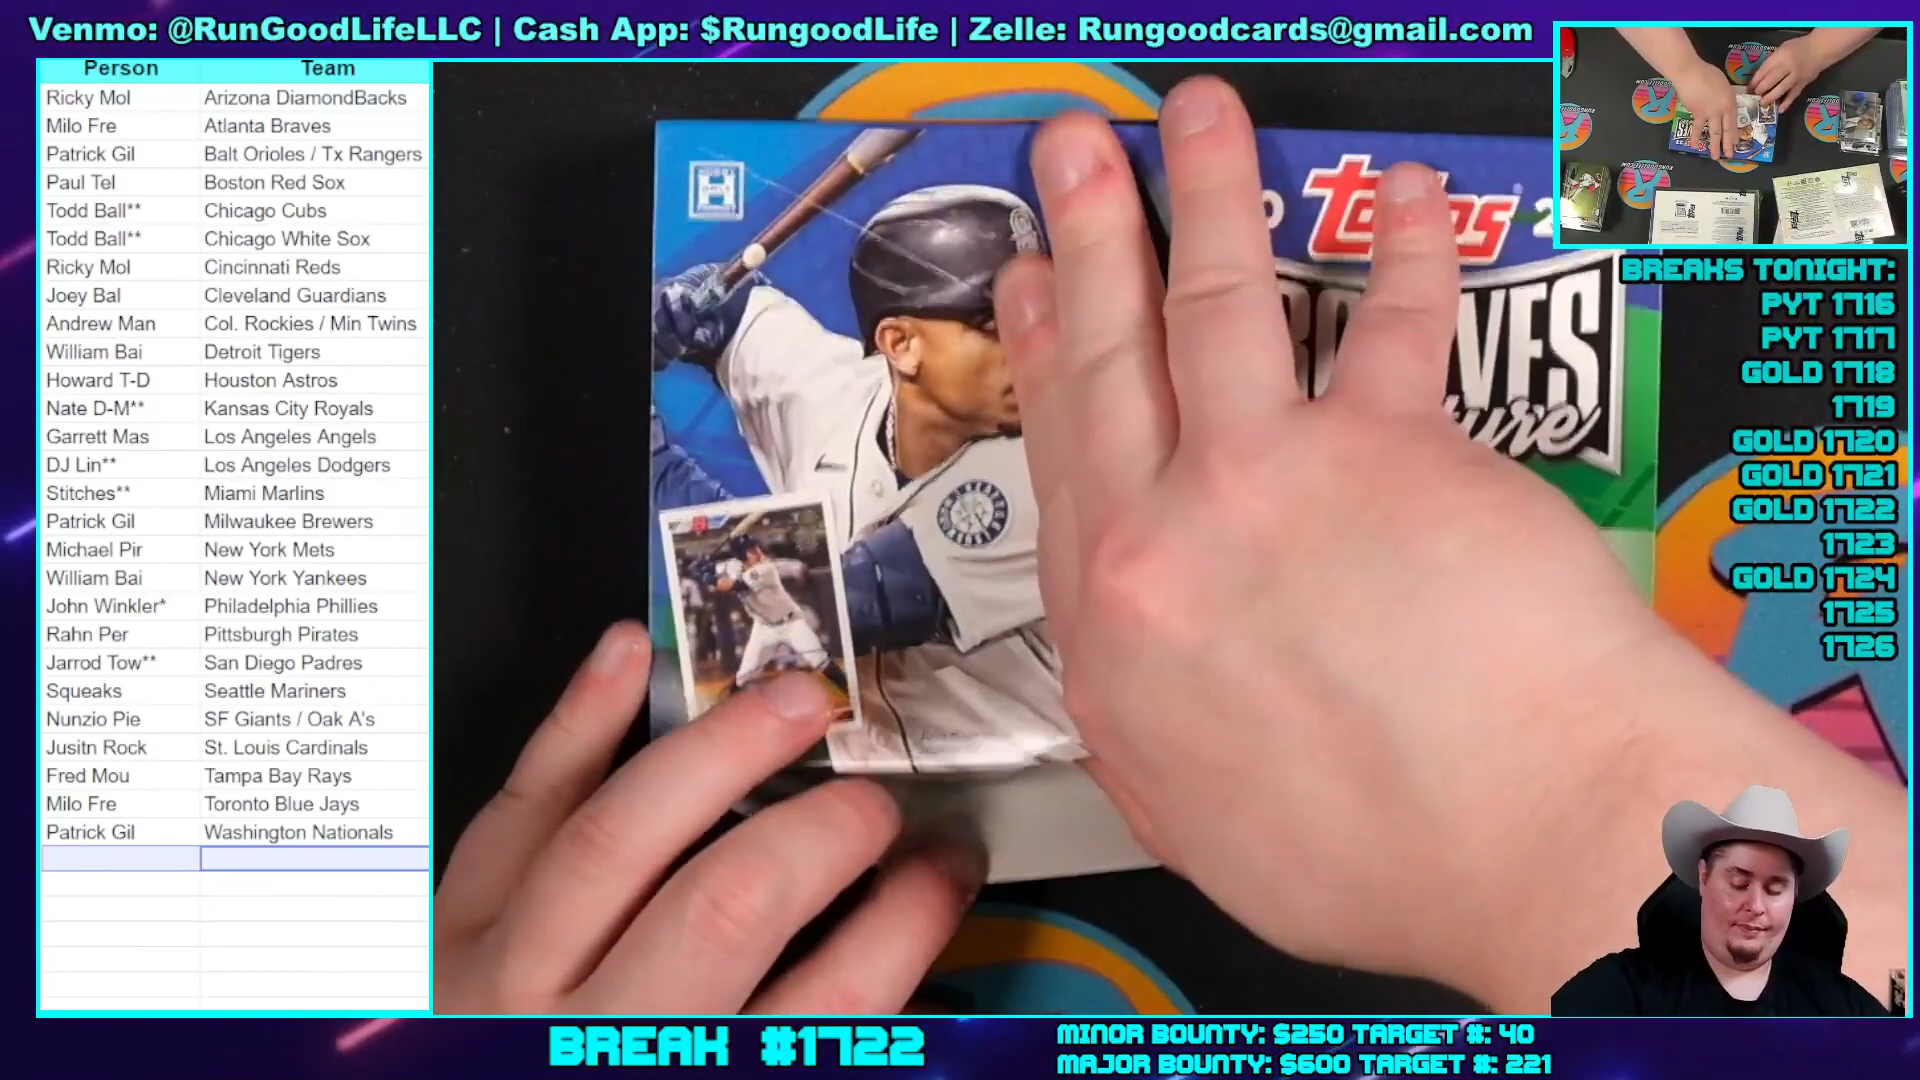 Venmo: @RunGoodLifeLLC | Cash App: $RungoodLife | Zelle: Rungoodcards@gmail.com
Person Team
Ricky Mol Arizona DiamondBacks
Milo Fre Atlanta Braves
Patrick Gil Balt Orioles / Tx Rangers
Paul Tel Boston Red Sox
Todd Ball** Chicago Cubs
Todd Ball** Chicago White Sox
Ricky Mol Cincinnati Reds
Joey Bal Cleveland Guardians
Andrew Man Col. Rockies / Min Twins
William Bai Detroit Tigers
Howard T-D Houston Astros
Nate D-M** Kansas City Royals
Garrett Mas Los Angeles Angels
DJ Lin** Los Angeles Dodgers
Stitches** Miami Marlins
Patrick Gil Milwaukee Brewers
Michael Pir New York Mets
William Bai New York Yankees
John Winkler* Philadelphia Phillies
Rahn Per Pittsburgh Pirates
Jarrod Tow** San Diego Padres
Squeaks Seattle Mariners
Nunzio Pie SF Giants / Oak A's
Jusitn Rock St. Louis Cardinals
Fred Mou Tampa Bay Rays
Milo Fre Toronto Blue Jays
Patrick Gil Washington Nationals
topps
BREAKS TONIGHT:
PYT 1716
PYT 1717
GOLD 1718
1719
GOLD 1720
GOLD 1721
GOLD 1722
1723
GOLD 1724
1725
1726
BREAK #1722
MINOR BOUNTY: $250 TARGET #: 40
MAJOR BOUNTY: $600 TARGET #: 221